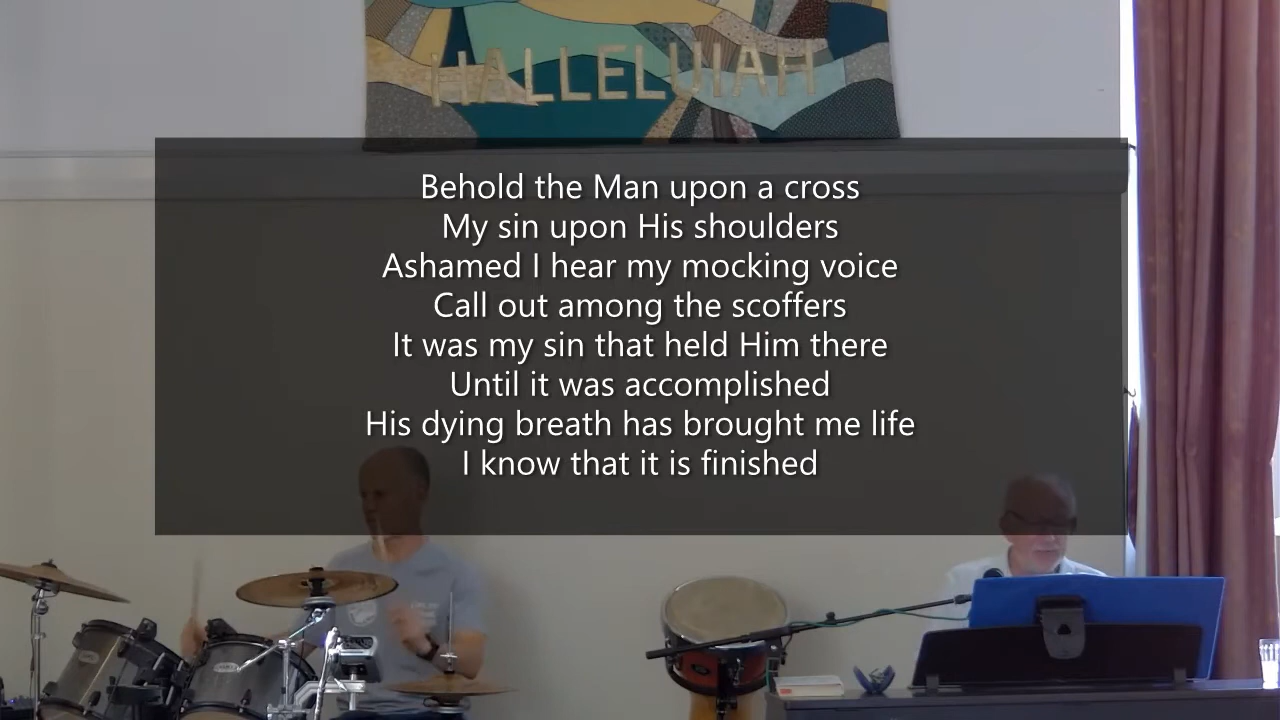 HALLELUIAH
Behold the Man upon a cross
My sin upon His shoulders
Ashamed I hear my mocking voice
Call out among the scoffers
It was my sin that held Him there
Until it was accomplished
His dying breath has brought me life
I know that it is finished